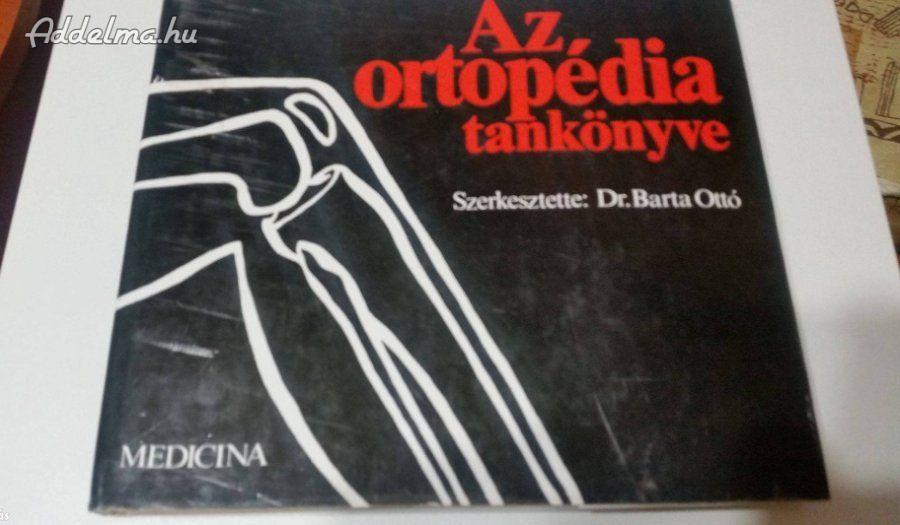 Addelma.hu
Az
ortopédia
tankönyve
Szerkesztette: Dr. Barta Ottó
MEDICINA